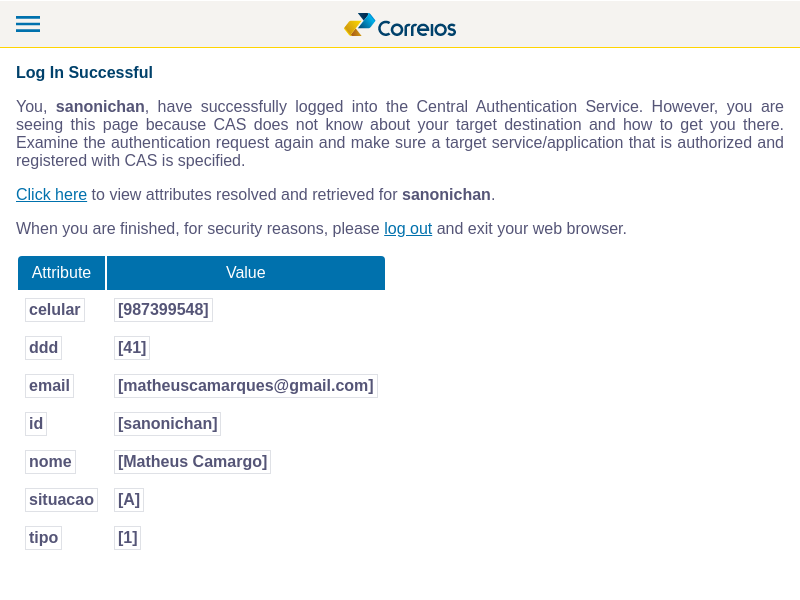 Correios
Log In Successful
You, sanonichan, have successfully logged into the Central Authentication Service. However, you are
seeing this page because CAS does not know about your target destination and how to get you there.
Examine the authentication request again and make sure a target service/application that is authorized and
registered with CAS is specified.
Click here to view attributes resolved and retrieved for sanonichan.
When you are finished, for security reasons, please log out and exit your web browser.
Attribute Value
celular [987399548]
ddd [41]
email [matheuscamarques@gmail.com]
id [sanonichan]
nome [Matheus Camargo]
situacao [A]
tipo [1]